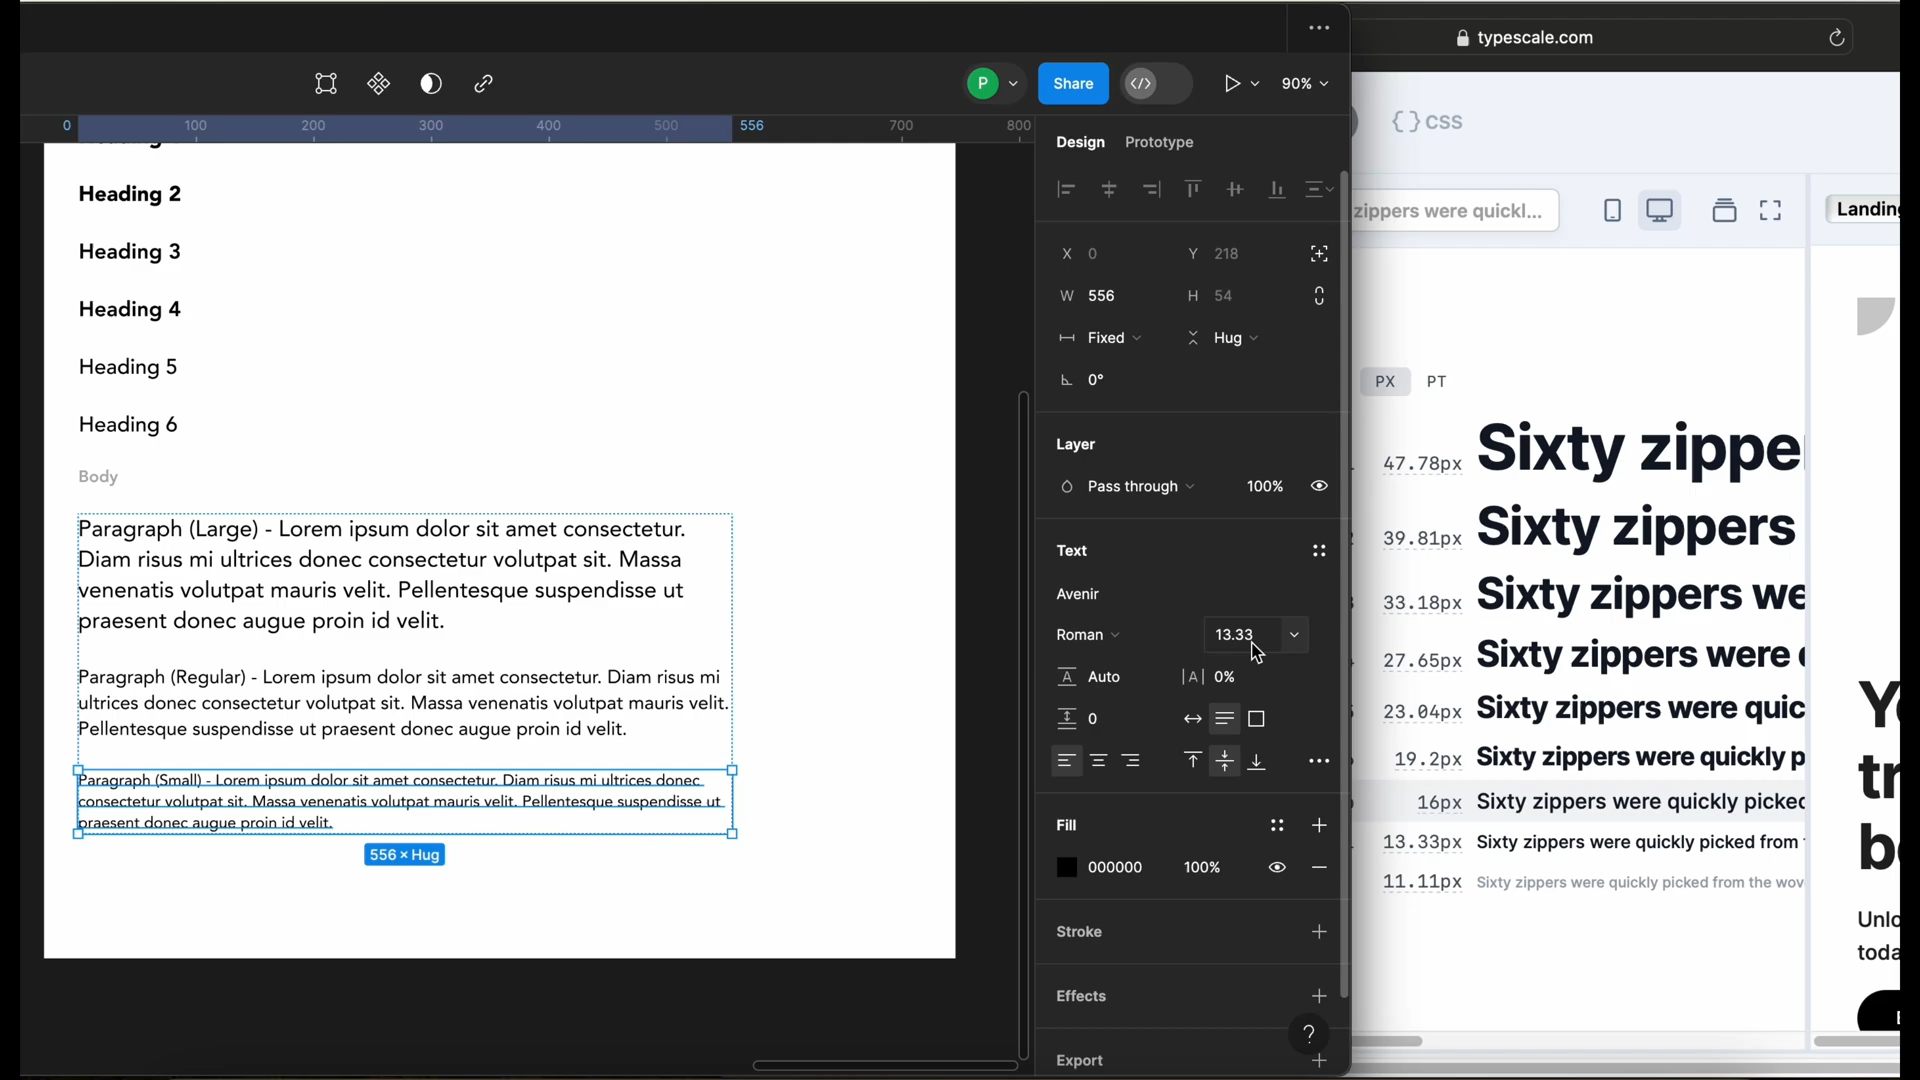 typescale.com
P
Share
90%
{} CSS
0
100
200
300
400
500
556
700
800
Design
Prototype
Heading 2
Heading 3
Heading 4
Heading 5
Heading 6
Body
Paragraph (Large) - Lorem ipsum dolor sit amet consectetur.
Diam risus mi ultrices donec consectetur volutpat sit. Massa
venenatis volutpat mauris velit. Pellentesque suspendisse ut
praesent donec augue proin id velit.
Paragraph (Regular) - Lorem ipsum dolor sit amet consectetur. Diam risus mi
ultrices donec consectetur volutpat sit. Massa venenatis volutpat mauris velit.
Pellentesque suspendisse ut praesent donec augue proin id velit.
Paragraph (Small) - Lorem ipsum dolor sit amet consectetur. Diam risus mi ultrices donec
consectetur volutpat sit. Massa venenatis volutpat mauris velit. Pellentesque suspendisse ut
praesent donec augue proin id velit.
556 × Hug
X 0
Y 218
W 556
H 54
Fixed
Hug
0°
Layer
Pass through
100%
Text
Avenir
Roman
13.33
Auto
|A| 0%
0
Fill
000000
100%
Stroke
Effects
?
Export
zippers were quickl...
Landing
PX
PT
47.78px Sixty zippe
39.81px Sixty zippers
33.18px Sixty zippers we
27.65px Sixty zippers were
23.04px Sixty zippers were quic
19.2px Sixty zippers were quickly p
16px Sixty zippers were quickly picked
13.33px Sixty zippers were quickly picked from
11.11px Sixty zippers were quickly picked from the wov
Y
tr
b
Unlo
toda